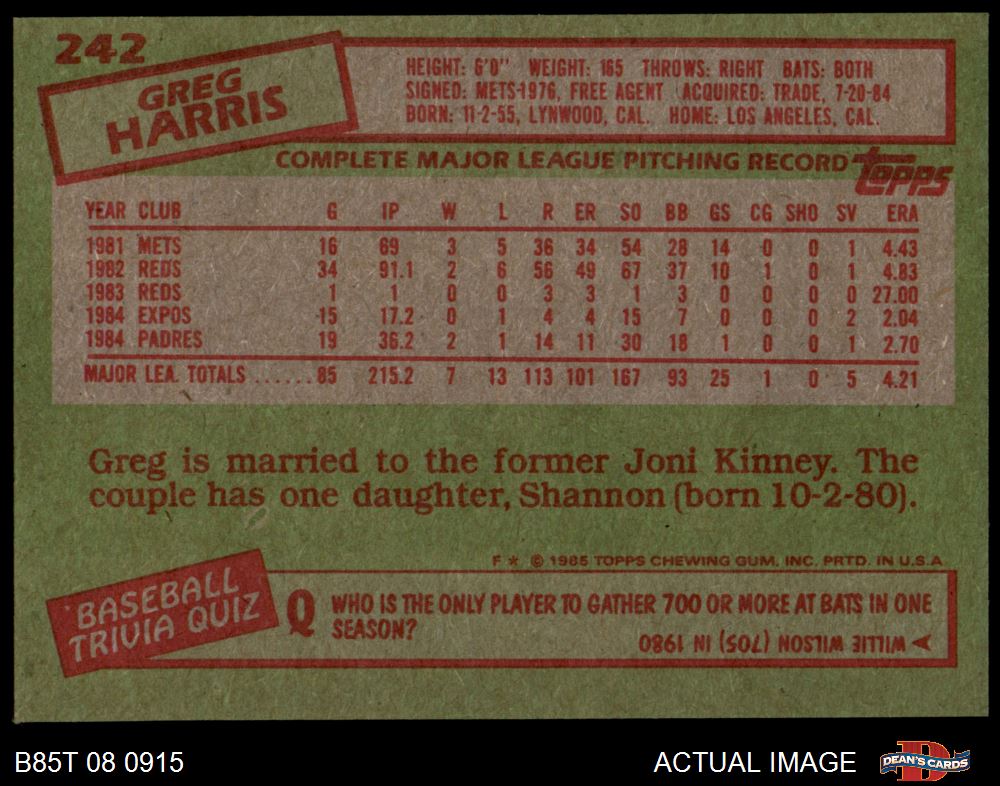 242
GREG
HARRIS
HEIGHT: 6'0" WEIGHT: 165 THROWS: RIGHT BATS: BOTH
SIGNED: METS-1976, FREE AGENT ACQUIRED: TRADE, 7-20-84
BORN: 11-2-55, LYNWOOD, CAL. HOME: LOS ANGELES, CAL.
COMPLETE MAJOR LEAGUE PITCHING RECORD topps
YEAR CLUB G IP W L R ER SO BB GS CG SHO SV ERA
1981 METS 16 69 3 5 36 34 54 28 14 0 0 1 4.43
1982 REDS 34 91.1 2 6 56 49 67 37 10 1 0 1 4.83
1983 REDS 1 1 0 0 3 3 1 3 0 0 0 0 27.00
1984 EXPOS 15 17.2 0 1 4 4 15 7 0 0 0 2 2.04
1984 PADRES 19 36.2 2 1 14 11 30 18 1 0 0 1 2.70
MAJOR LEA. TOTALS ...... 85 215.2 7 13 113 101 167 93 25 1 0 5 4.21
Greg is married to the former Joni Kinney. The
couple has one daughter, Shannon (born 10-2-80).
F * © 1985 TOPPS CHEWING GUM, INC. PRTD. IN U.S.A
BASEBALL
TRIVIA QUIZ
Q WHO IS THE ONLY PLAYER TO GATHER 700 OR MORE AT BATS IN ONE
SEASON?
WILLIE WILSON (705) IN 1980
B85T 08 0915
ACTUAL IMAGE
D
DEAN'S CARDS